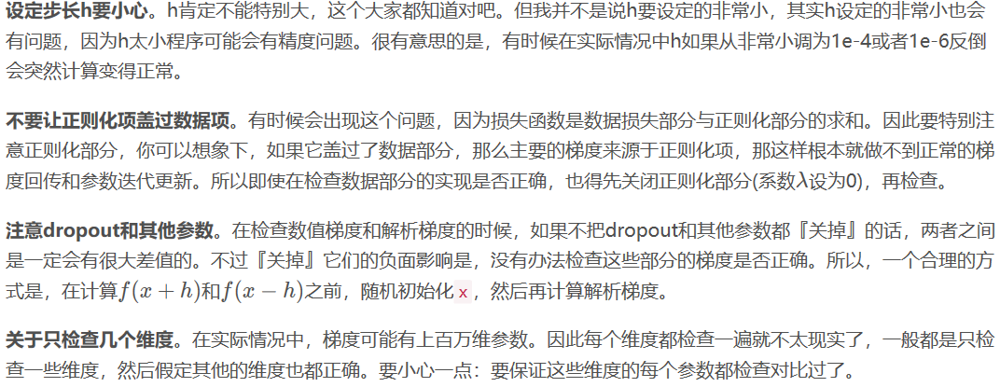 设定步长h要小心。h肯定不能特别大，这个大家都知道对吧。但我并不是说h要设定的非常小，其实h设定的非常小也会
有问题，因为h太小程序可能会有精度问题。很有意思的是，有时候在实际情况中h如果从非常小调为1e-4或者1e-6反倒
会突然计算变得正常。
不要让正则化项盖过数据项。有时候会出现这个问题，因为损失函数是数据损失部分与正则化部分的求和。因此要特别注
意正则化部分，你可以想象下，如果它盖过了数据部分，那么主要的梯度来源于正则化项，那这样根本就做不到正常的梯
度回传和参数迭代更新。所以即使在检查数据部分的实现是否正确，也得先关闭正则化部分(系数λ设为0)，再检查。
注意dropout和其他参数。在检查数值梯度和解析梯度的时候，如果不把dropout和其他参数都『关掉』的话，两者之间
是一定会有很大差值的。不过『关掉』它们的负面影响是，没有办法检查这些部分的梯度是否正确。所以，一个合理的方
式是，在计算f(x + h)和f(x − h)之前，随机初始化x，然后再计算解析梯度。
关于只检查几个维度。在实际情况中，梯度可能有上百万维参数。因此每个维度都检查一遍就不太现实了，一般都是只检
查一些维度，然后假定其他的维度也都正确。要小心一点：要保证这些维度的每个参数都检查对比过了。